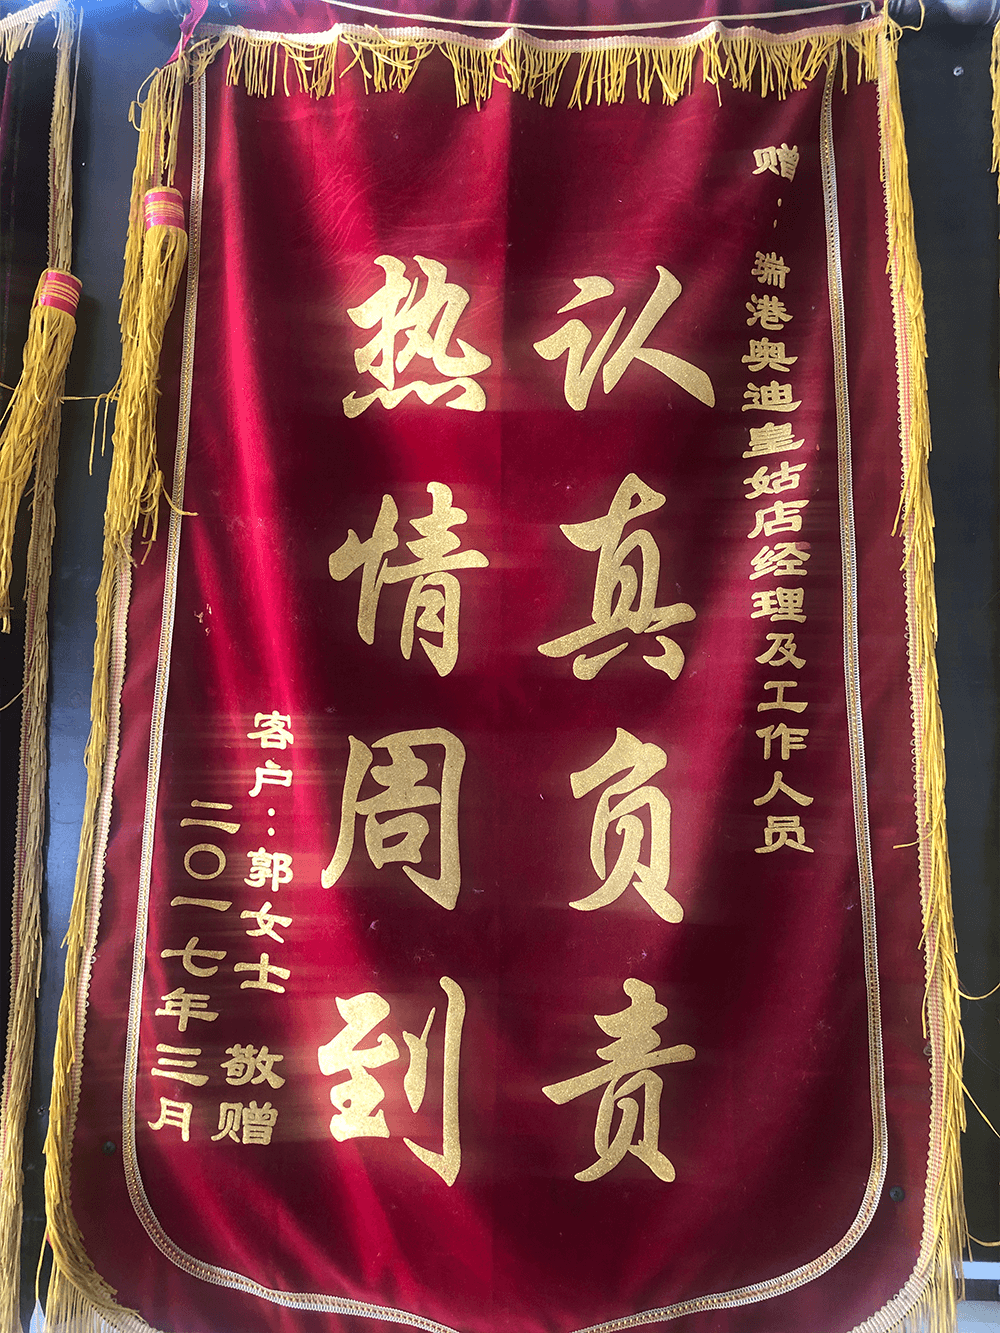 赠:瑞港奥迪皇姑店经理及工作人员
认真负责
热情周到
客户:郭女士 敬赠
二〇一七年三月